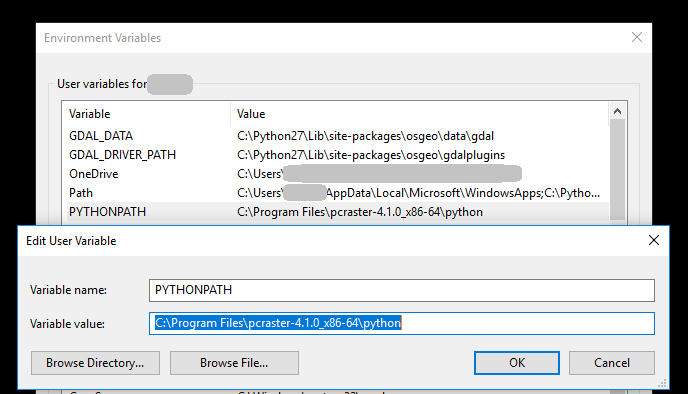 Environment Variables
User variables for
Variable Value
GDAL_DATA C:\Python27\Lib\site-packages\osgeo\data\gdal
GDAL_DRIVER_PATH C:\Python27\Lib\site-packages\osgeo\gdalplugins
OneDrive C:\Users\
Path C:\Users\ AppData\Local\Microsoft\WindowsApps;C:\Pytho...
PYTHONPATH C:\Program Files\pcraster-4.1.0_x86-64\python
Edit User Variable
Variable name: PYTHONPATH
Variable value: C:\Program Files\pcraster-4.1.0_x86-64\python
Browse Directory... Browse File... OK Cancel